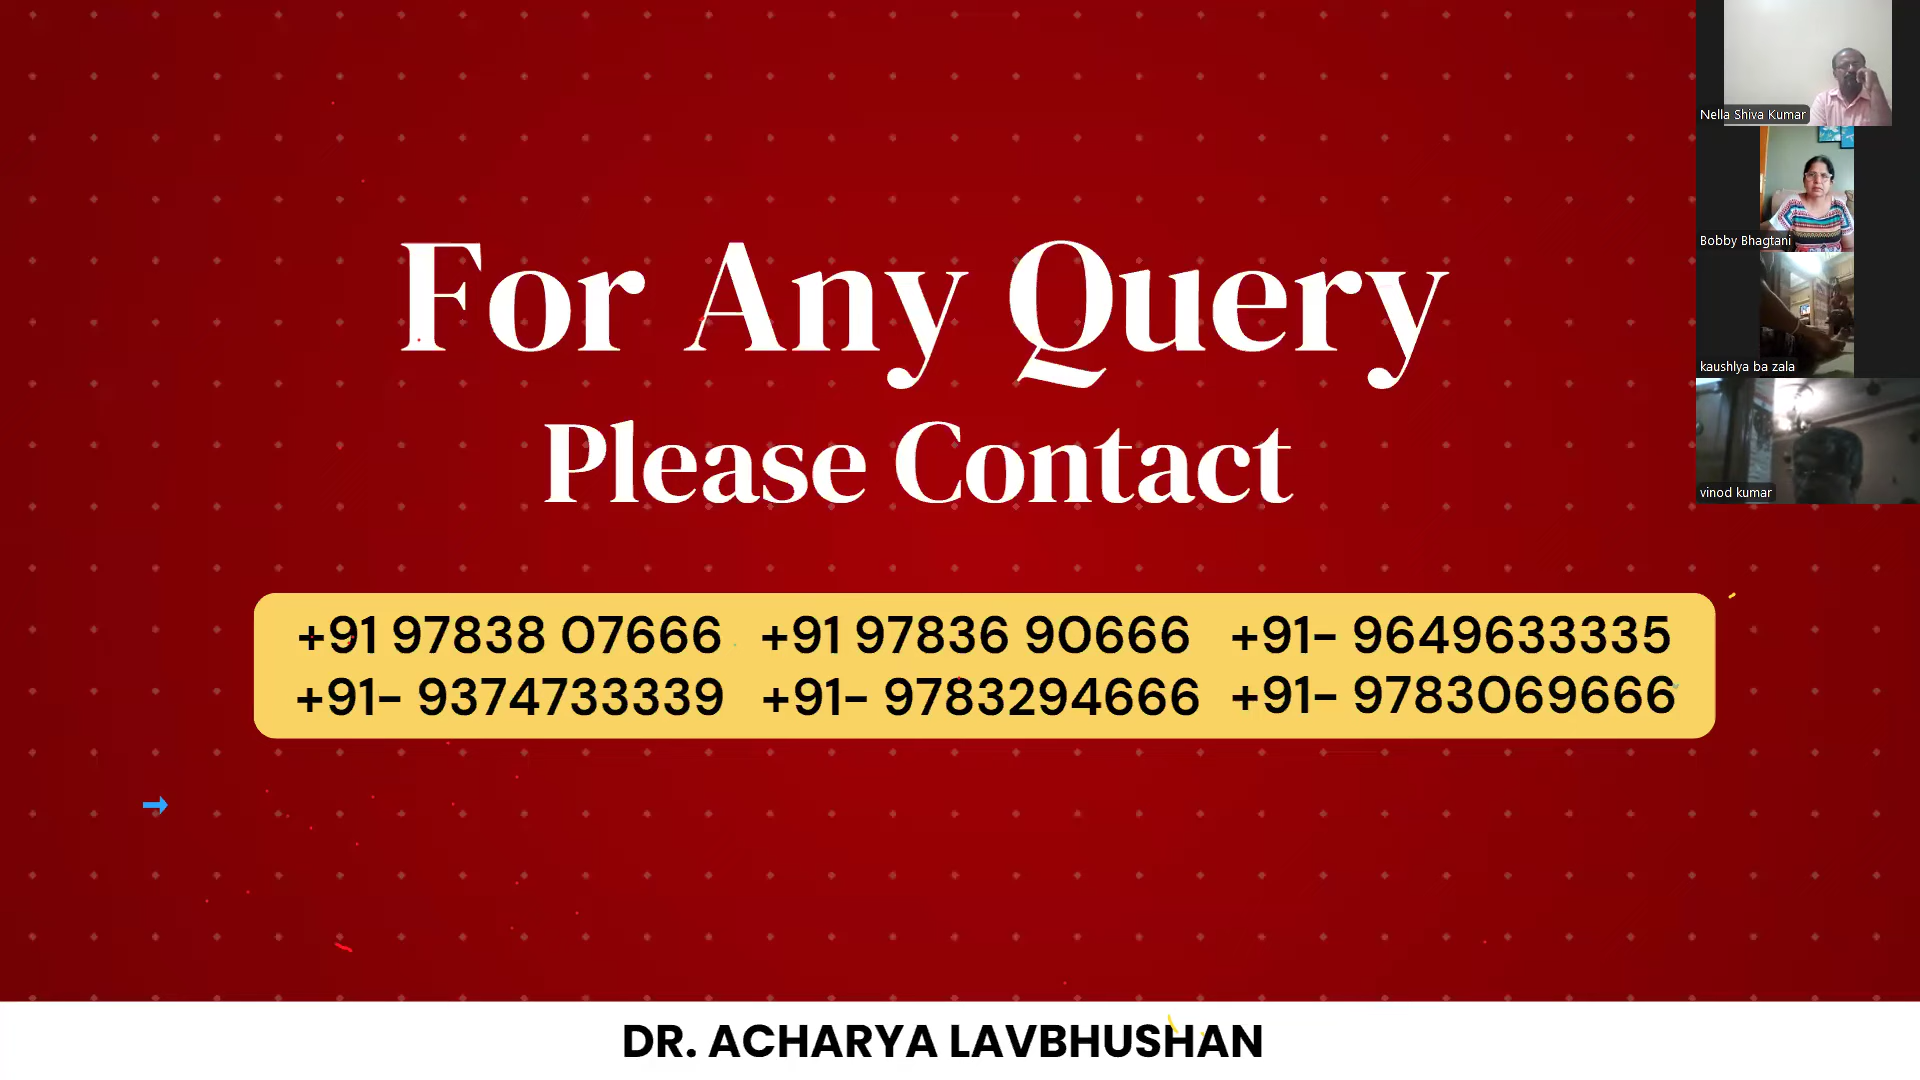 For Any Query
Please Contact
+91 97838 07666 +91 97836 90666 +91- 9649633335
+91- 9374733339 +91- 9783294666 +91- 9783069666
DR. ACHARYA LAVBHUSHAN
Nella Shiva Kumar
Bobby Bhagtani
kaushlya ba zala
vinod kumar